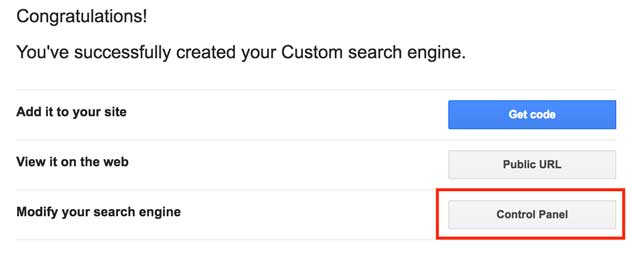 Congratulations!
You've successfully created your Custom search engine.
Add it to your site
Get code
View it on the web
Public URL
Modify your search engine
Control Panel